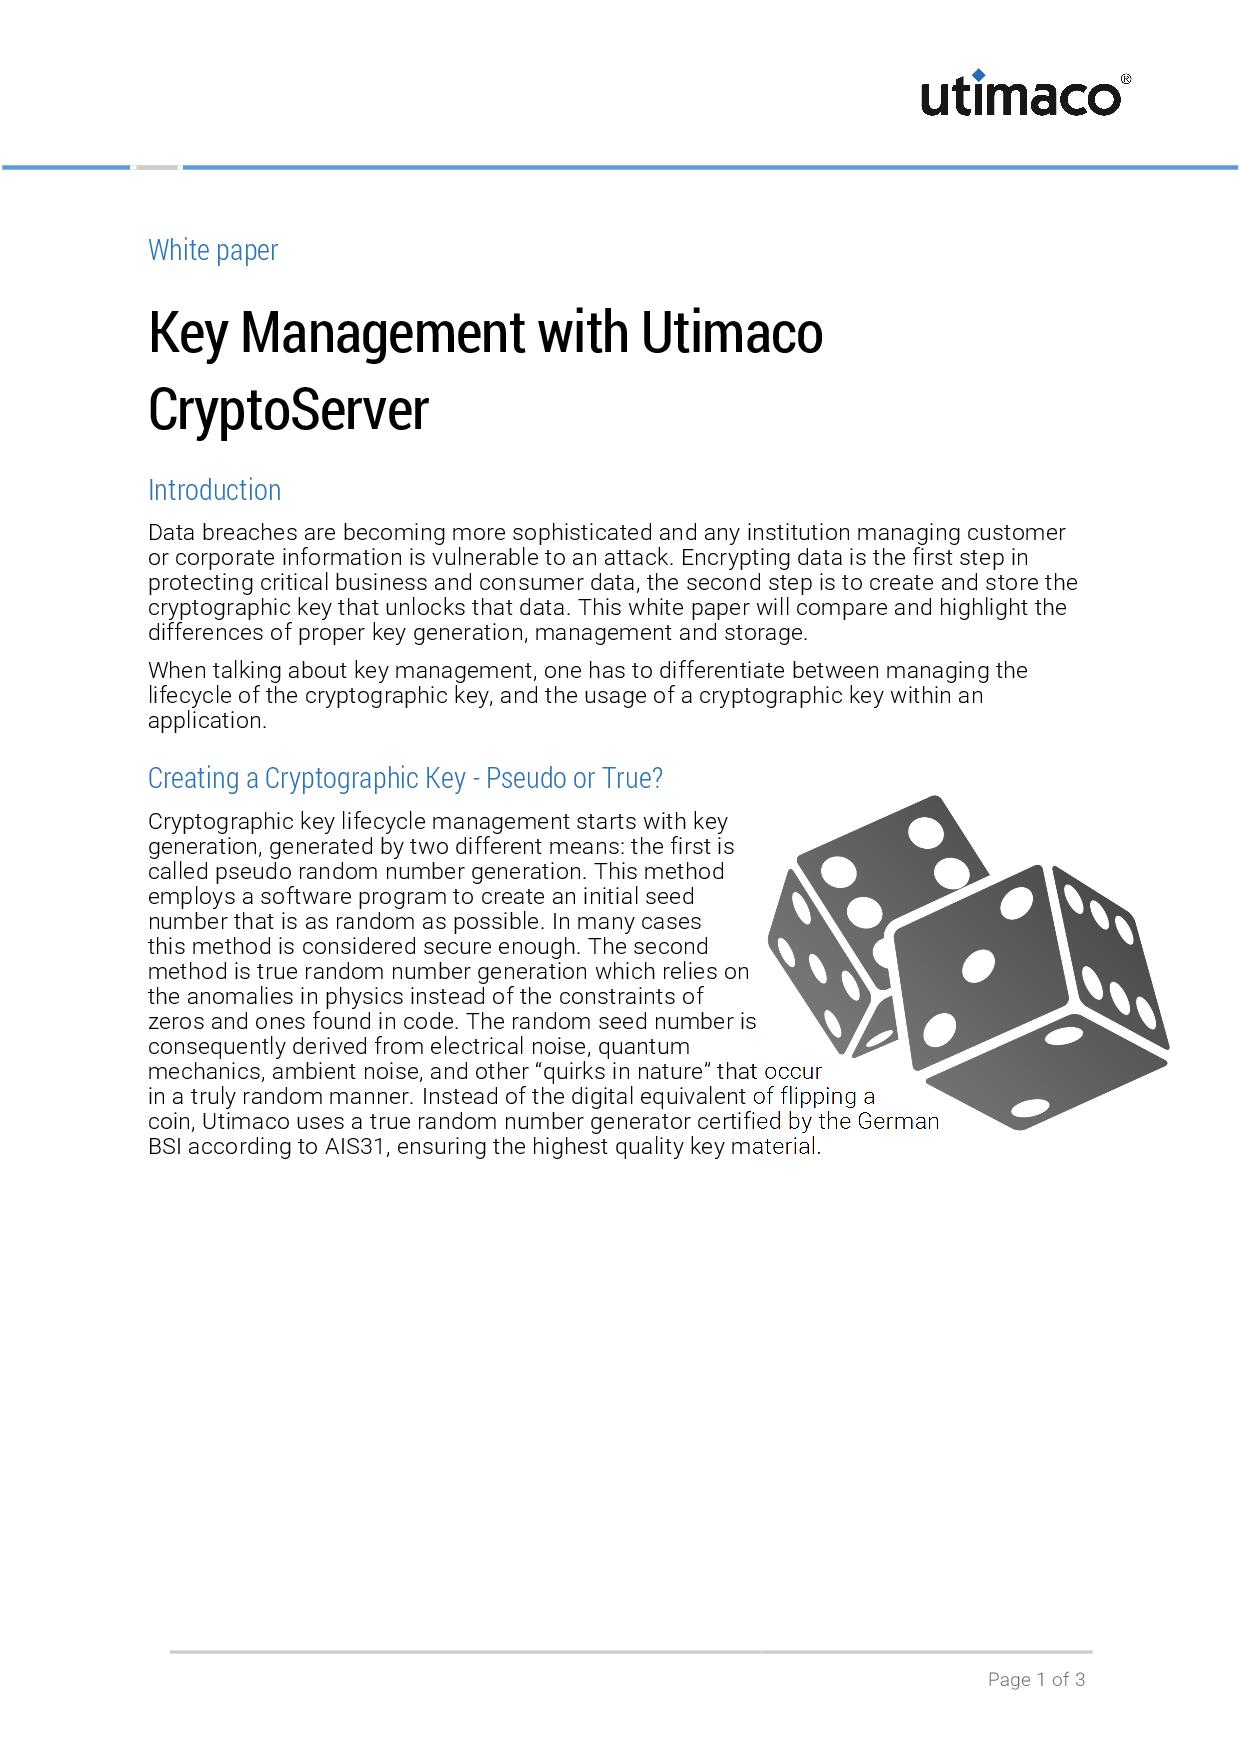 utimaco®
White paper
Key Management with Utimaco
CryptoServer
Introduction
Data breaches are becoming more sophisticated and any institution managing customer
or corporate information is vulnerable to an attack. Encrypting data is the first step in
protecting critical business and consumer data, the second step is to create and store the
cryptographic key that unlocks that data. This white paper will compare and highlight the
differences of proper key generation, management and storage.
When talking about key management, one has to differentiate between managing the
lifecycle of the cryptographic key, and the usage of a cryptographic key within an
application.
Creating a Cryptographic Key - Pseudo or True?
Cryptographic key lifecycle management starts with key
generation, generated by two different means: the first is
called pseudo random number generation. This method
employs a software program to create an initial seed
number that is as random as possible. In many cases
this method is considered secure enough. The second
method is true random number generation which relies on
the anomalies in physics instead of the constraints of
zeros and ones found in code. The random seed number is
consequently derived from electrical noise, quantum
mechanics, ambient noise, and other “quirks in nature” that occur
in a truly random manner. Instead of the digital equivalent of flipping a
coin, Utimaco uses a true random number generator certified by the German
BSI according to AIS31, ensuring the highest quality key material.
Page 1 of 3